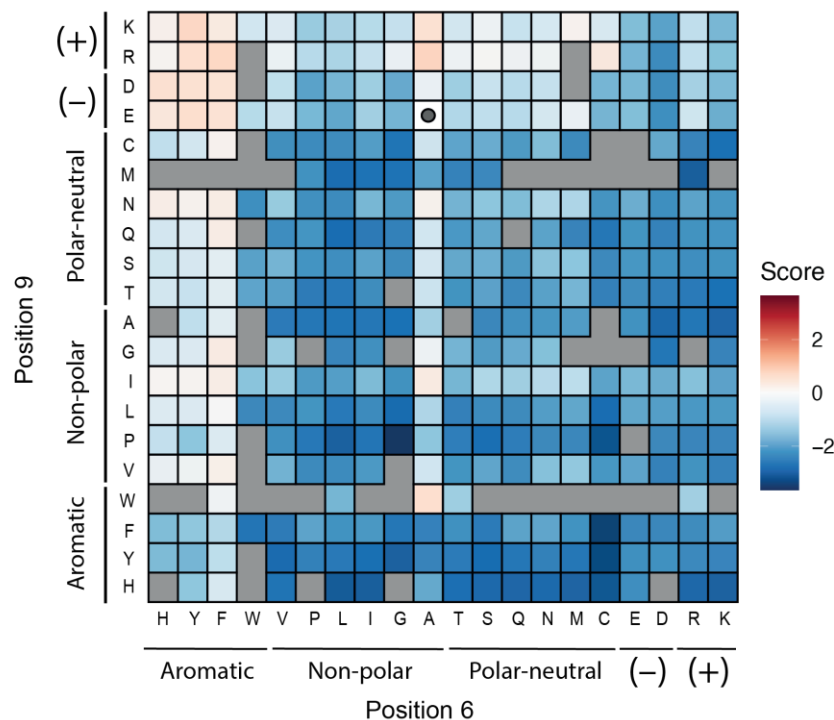 (+)
K
R
(−)
D
E
Polar-neutral
C
M
N
Q
S
T
Position 9
Non-polar
A
G
I
L
P
V
Aromatic
W
F
Y
H
H Y F W V P L I G A T S Q N M C E D R K
Aromatic Non-polar Polar-neutral (−) (+)
Position 6
Score
2
0
−2